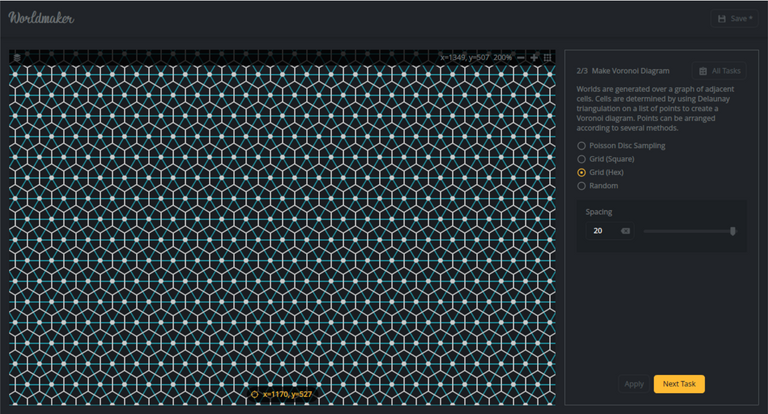 Worldmaker
Save
x=1349, y=507 200%
2/3 Make Voronoi Diagram
All Tasks
Worlds are generated over a graph of adjacent
cells. Cells are determined by using Delaunay
triangulation on a list of points to create a
Voronoi diagram. Points can be arranged
according to several methods.
Poisson Disc Sampling
Grid (Square)
Grid (Hex)
Random
Spacing
20
x=1170, y=527
Apply
Next Task